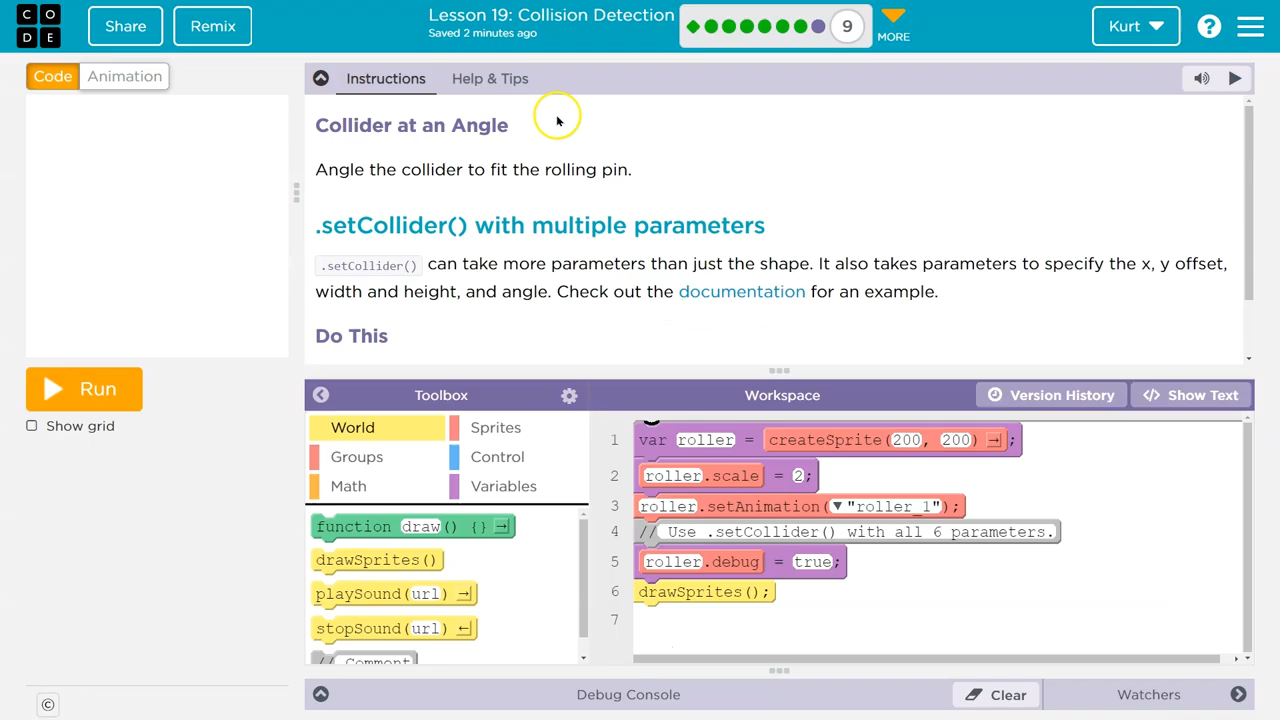 CO
DE
Share
Remix
Lesson 19: Collision Detection
Saved 2 minutes ago
9
MORE
Kurt
?
Code
Animation
Instructions
Help & Tips
Collider at an Angle
Angle the collider to fit the rolling pin.
.setCollider() with multiple parameters
.setCollider() can take more parameters than just the shape. It also takes parameters to specify the x, y offset,
width and height, and angle. Check out the documentation for an example.
Do This
Run
Show grid
Toolbox
Workspace
Version History
</> Show Text
World
Sprites
Groups
Control
Math
Variables
function draw() {}
drawSprites()
playSound(url)
stopSound(url)
// Comment
1 var roller = createSprite(200, 200);
2 roller.scale = 2;
3 roller.setAnimation("roller_1");
4 // Use .setCollider() with all 6 parameters.
5 roller.debug = true;
6 drawSprites();
7
©
Debug Console
Clear
Watchers